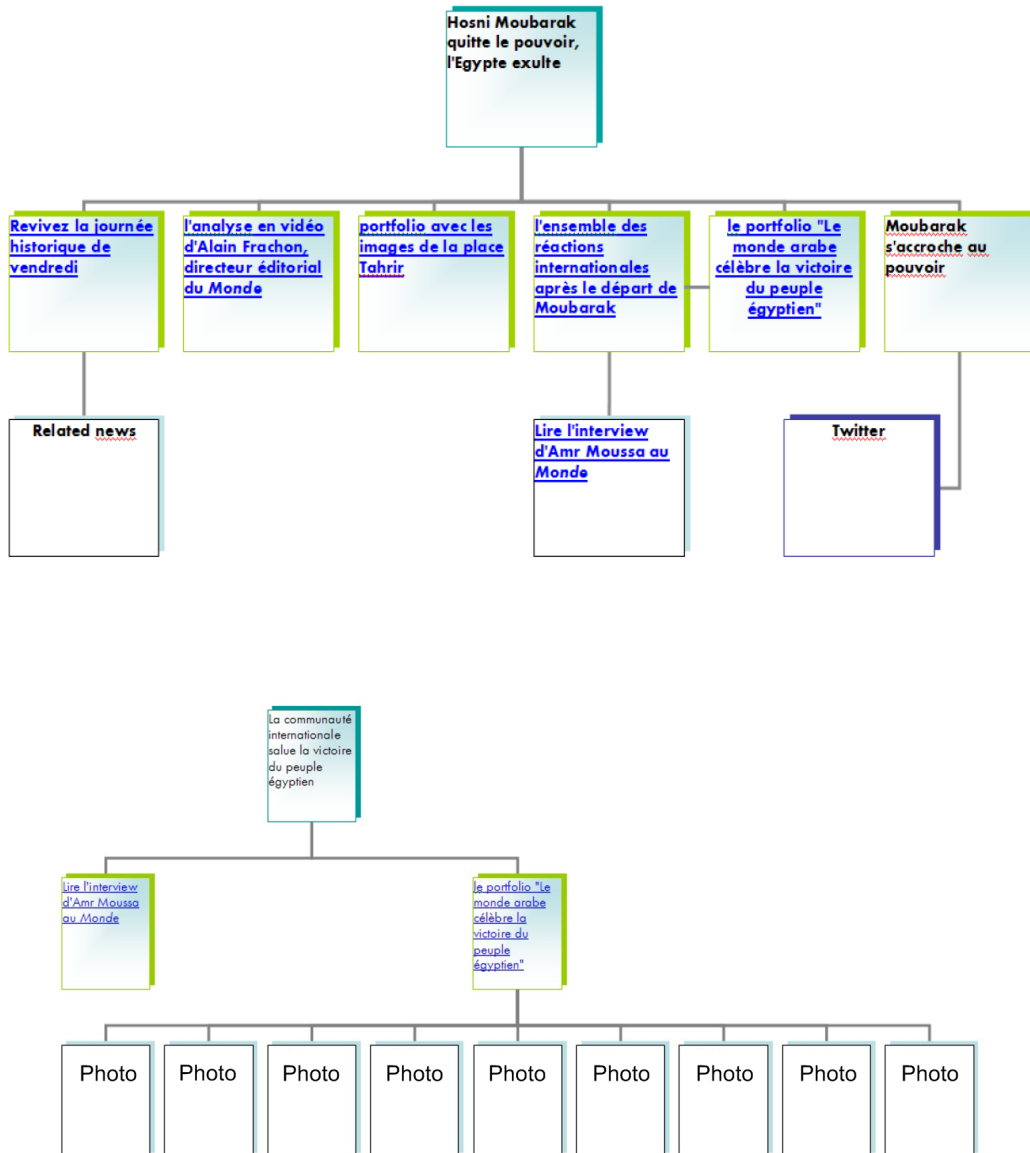 Hosni Moubarak
quitte le pouvoir,
l'Egypte exulte
Revivez la journée
historique de
vendredi
l'analyse en vidéo
d'Alain Frachon,
directeur éditorial
du Monde
portfolio avec les
images de la place
Tahrir
l'ensemble des
réactions
internationales
après le départ de
Moubarak
le portfolio "Le
monde arabe
célèbre la victoire
du peuple
égyptien"
Moubarak
s'accroche au
pouvoir
Related news
Lire l'interview
d'Amr Moussa au
Monde
Twitter
La communauté
internationale
salue la victoire
du peuple
égyptien
Lire l'interview
d'Amr Moussa
au Monde
le portfolio "Le
monde arabe
célèbre la
victoire du
peuple
égyptien"
Photo
Photo
Photo
Photo
Photo
Photo
Photo
Photo
Photo